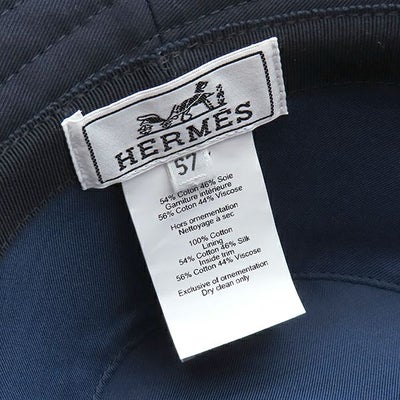 HERMES
57
54% Coton 46% Soie
Garniture intérieure
56% Coton 44% Viscose
Hors ornementation
Nettoyage à sec
100% Cotton
Lining
54% Cotton 46% Silk
Inside trim
56% Cotton 44% Viscose
Exclusive of ornementation
Dry clean only